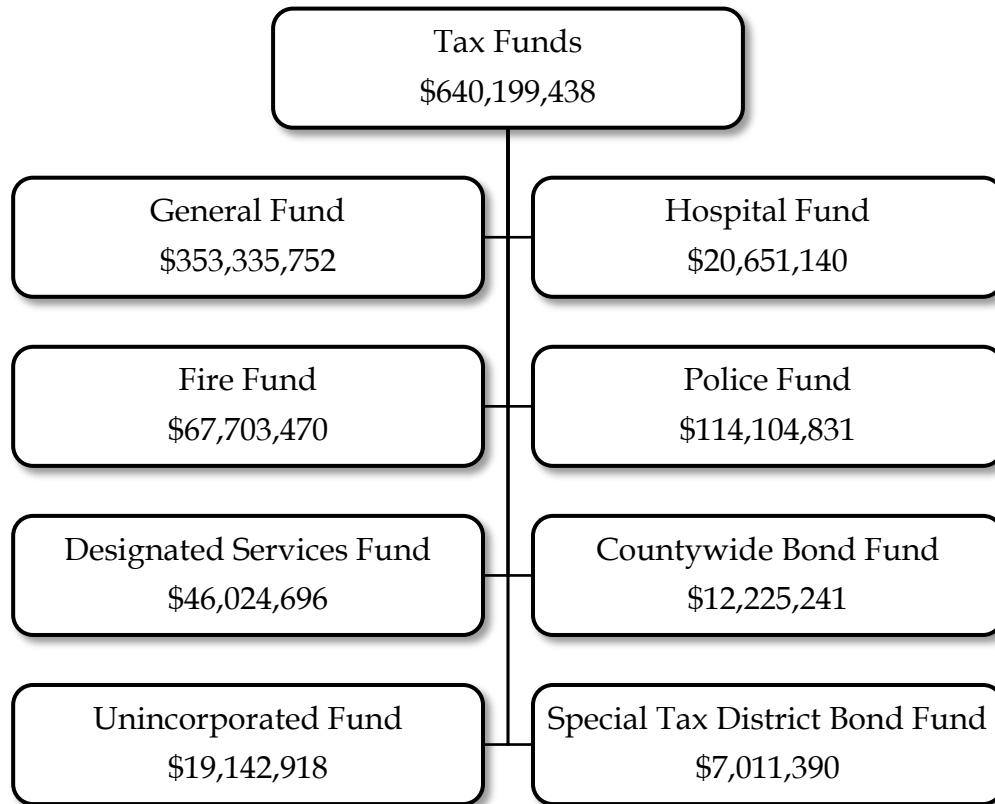 Tax Funds
$640,199,438
General Fund
$353,335,752
Hospital Fund
$20,651,140
Fire Fund
$67,703,470
Police Fund
$114,104,831
Designated Services Fund
$46,024,696
Countywide Bond Fund
$12,225,241
Unincorporated Fund
$19,142,918
Special Tax District Bond Fund
$7,011,390